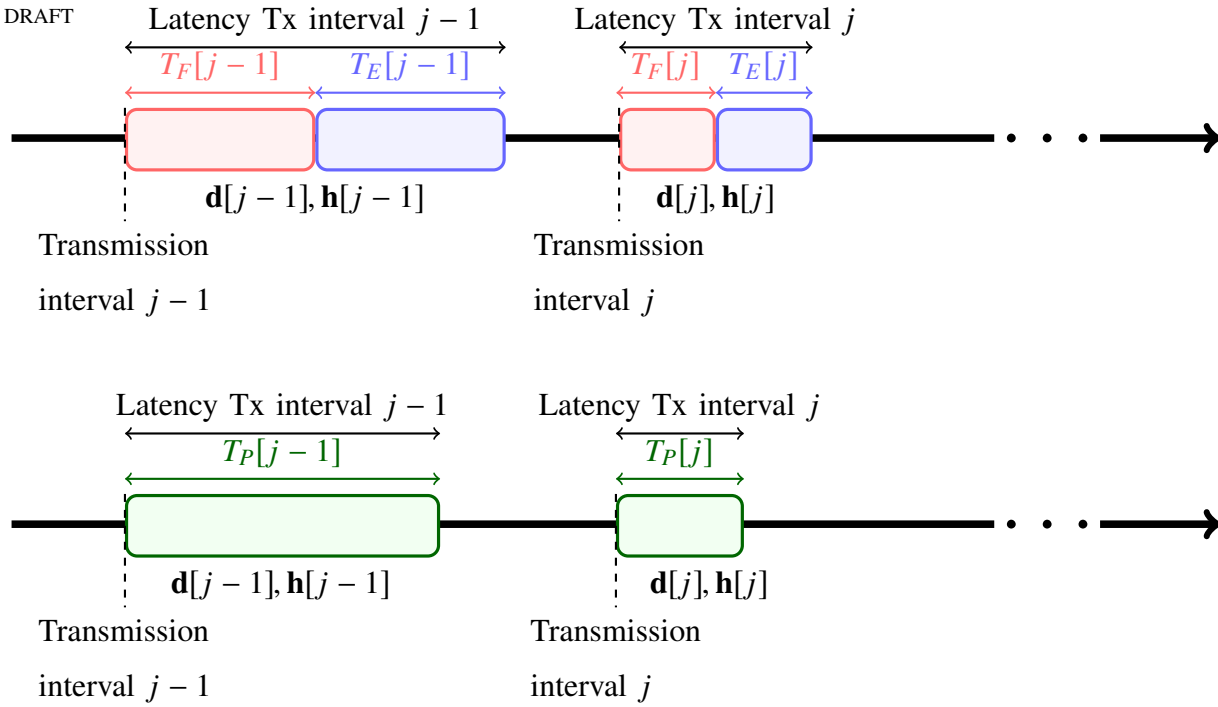 DRAFT
Latency Tx interval j − 1
Latency Tx interval j
T_F[j − 1]
T_E[j − 1]
T_F[j]
T_E[j]
d[j − 1], h[j − 1]
d[j], h[j]
Transmission
interval j − 1
Transmission
interval j
Latency Tx interval j − 1
Latency Tx interval j
T_P[j − 1]
T_P[j]
d[j − 1], h[j − 1]
d[j], h[j]
Transmission
interval j − 1
Transmission
interval j